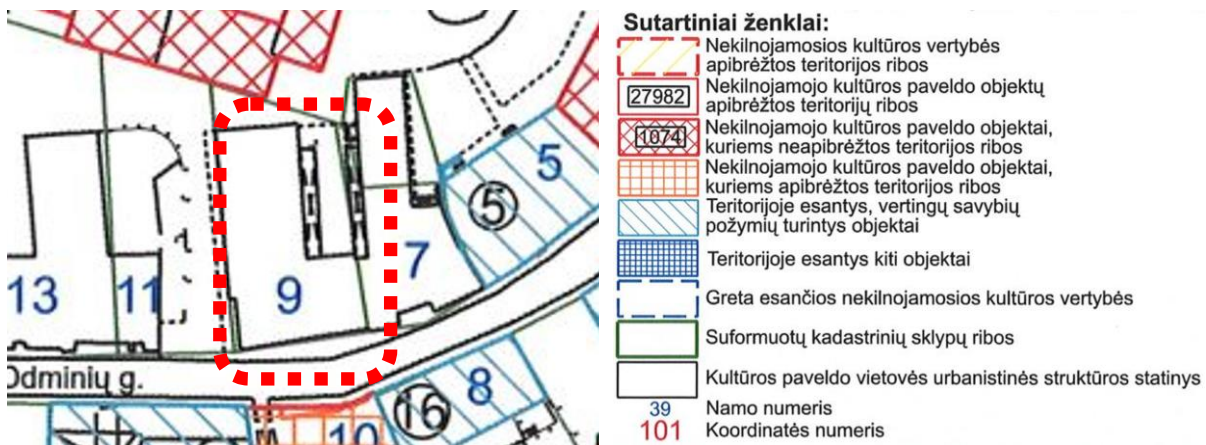 5
5
7
9
11
13
Odminių g.
8
16
10
Sutartiniai ženklai:
Nekilnojamosios kultūros vertybės
apibrėžtos teritorijos ribos
27982
Nekilnojamojo kultūros paveldo objektų
apibrėžtos teritorijų ribos
1074
Nekilnojamojo kultūros paveldo objektai,
kuriems neapibrėžtos teritorijos ribos
Nekilnojamojo kultūros paveldo objektai,
kuriems apibrėžtos teritorijos ribos
Teritorijoje esantys, vertingų savybių
požymių turintys objektai
Teritorijoje esantys kiti objektai
Greta esančios nekilnojamosios kultūros vertybės
Suformuotų kadastrinių sklypų ribos
Kultūros paveldo vietovės urbanistinės struktūros statinys
39 Namo numeris
101 Koordinatės numeris